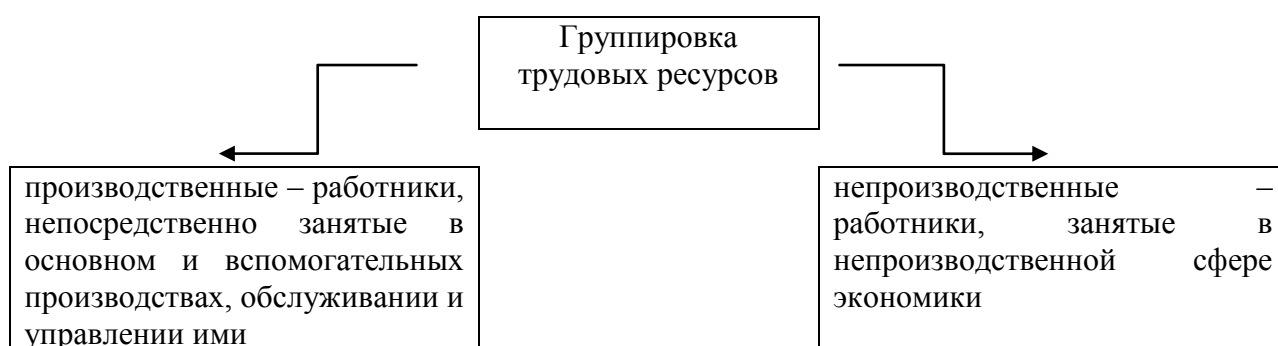 Группировка
трудовых ресурсов
производственные – работники,
непосредственно занятые в
основном и вспомогательных
производствах, обслуживании и
управлении ими
непроизводственные –
работники, занятые в
непроизводственной сфере
экономики